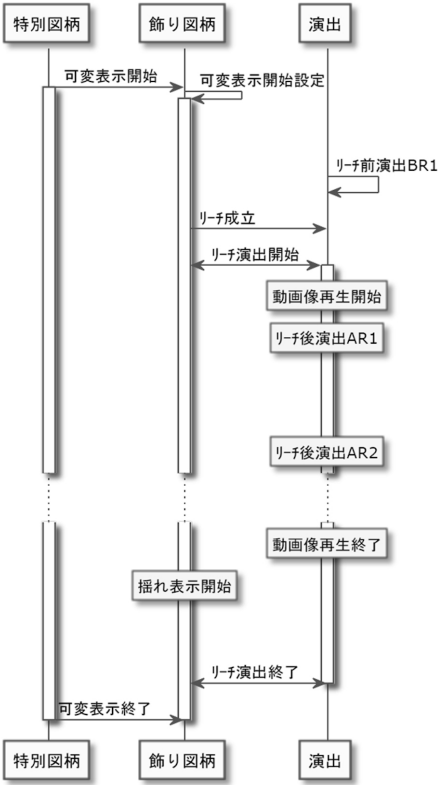 特別図柄 飾り図柄 演出
可変表示開始
可変表示開始設定
ﾘｰﾁ前演出BR1
ﾘｰﾁ成立
ﾘｰﾁ演出開始
動画像再生開始
ﾘｰﾁ後演出AR1
ﾘｰﾁ後演出AR2
動画像再生終了
揺れ表示開始
ﾘｰﾁ演出終了
可変表示終了
特別図柄 飾り図柄 演出